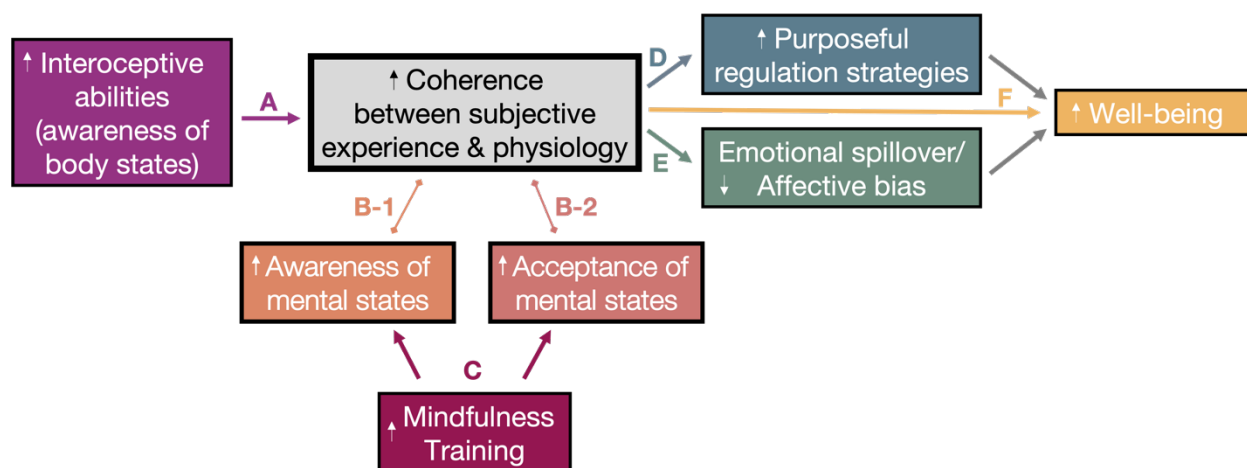 ↑ Interoceptive
abilities
(awareness of
body states)
A
↑ Coherence
between subjective
experience & physiology
D
↑ Purposeful
regulation strategies
F
↑ Well-being
E
Emotional spillover/
↓ Affective bias
B-1
B-2
↑ Awareness of
mental states
↑ Acceptance of
mental states
C
↑ Mindfulness
Training